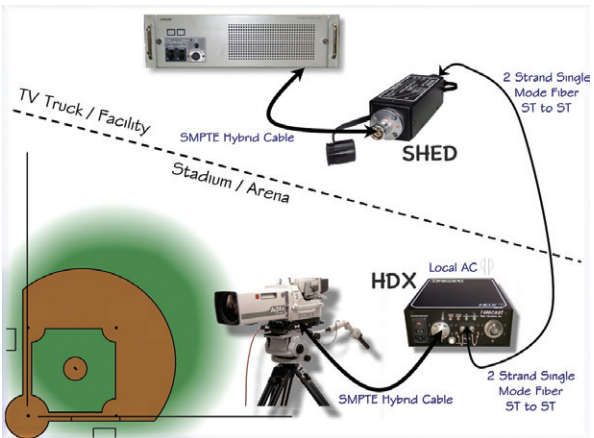 2 Strand Single
Mode Fiber
ST to ST
TV Truck / Facility
SMPTE Hybrid Cable
SHED
Stadium / Arena
Local AC
HDX
SMPTE Hybrid Cable
2 Strand Single
Mode Fiber
ST to ST